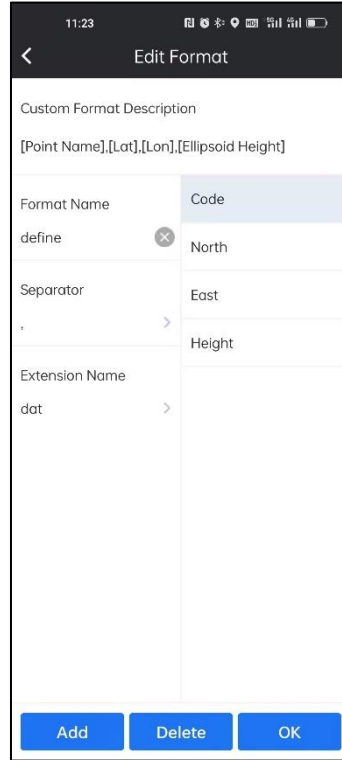 11:23
Edit Format
Custom Format Description
[Point Name],[Lat],[Lon],[Ellipsoid Height]
Format Name
define
Separator
,
Extension Name
dat
Code
North
East
Height
Add Delete OK